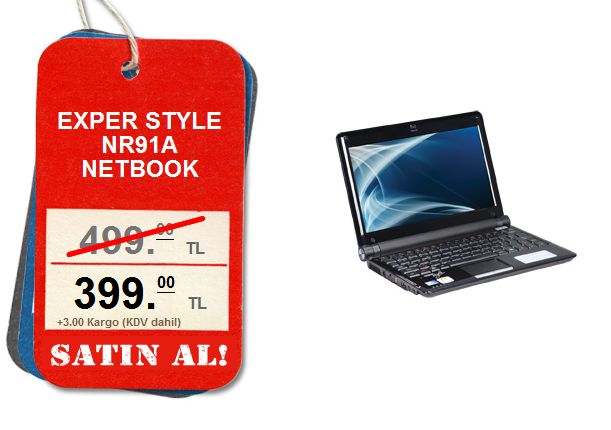 EXPER STYLE
NR91A
NETBOOK
499.00 TL
399.00 TL
+3.00 Kargo (KDV dahil)
SATIN AL!